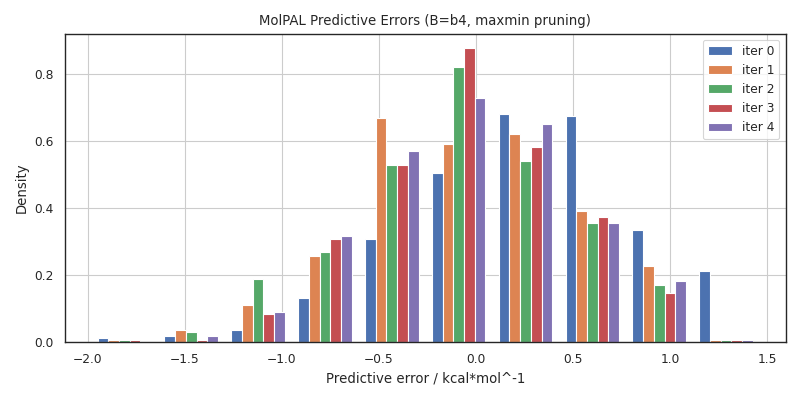 MolPAL Predictive Errors (B=b4, maxmin pruning)
iter 0
iter 1
iter 2
iter 3
iter 4
Density
0.8
0.6
0.4
0.2
0.0
−2.0 −1.5 −1.0 −0.5 0.0 0.5 1.0 1.5
Predictive error / kcal*mol^-1